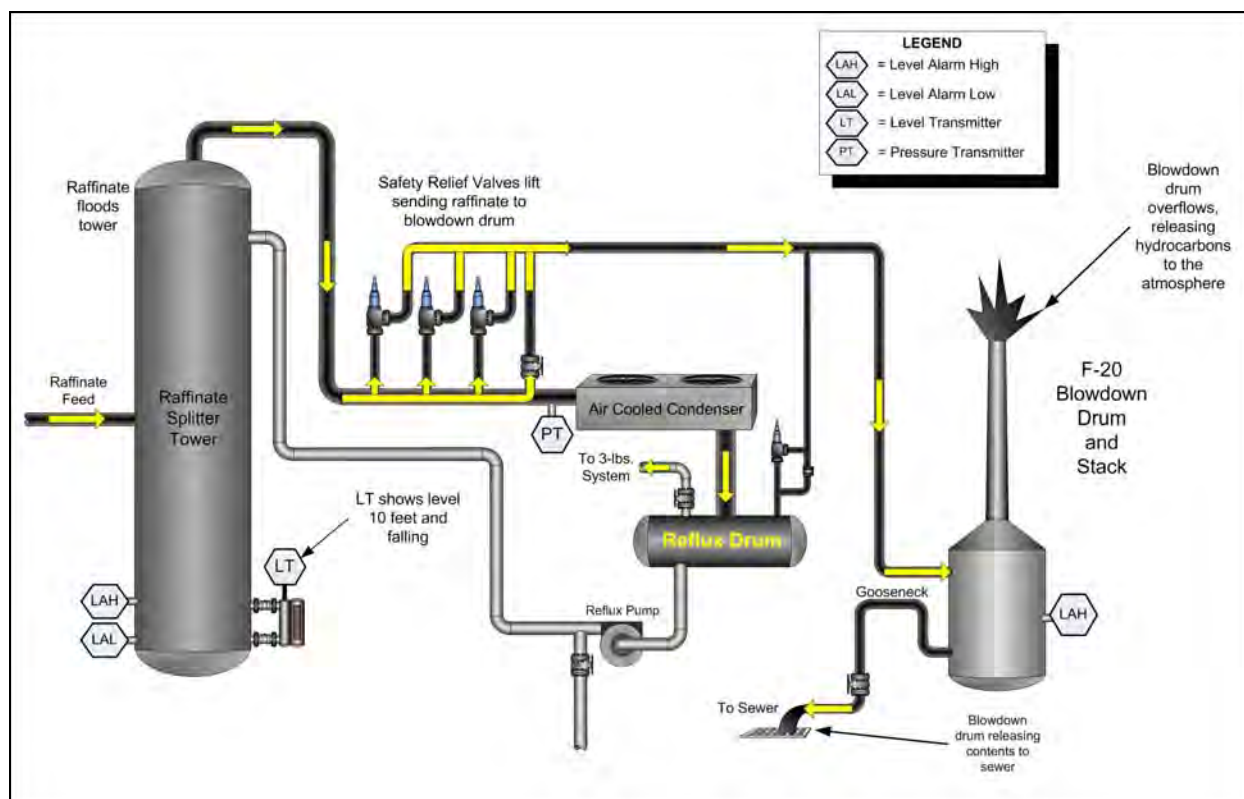 LEGEND
LAH = Level Alarm High
LAL = Level Alarm Low
LT = Level Transmitter
PT = Pressure Transmitter
Raffinate
floods
tower
Safety Relief Valves lift
sending raffinate to
blowdown drum
Blowdown
drum
overflows,
releasing
hydrocarbons
to the
atmosphere
F-20
Blowdown
Drum
and
Stack
Raffinate
Feed
Raffinate
Splitter
Tower
Air Cooled Condenser
PT
To 3-lbs.
System
LT shows level
10 feet and
falling
LT
Reflux Drum
LAH
LAL
Reflux Pump
Gooseneck
LAH
To Sewer
Blowdown
drum releasing
contents to
sewer